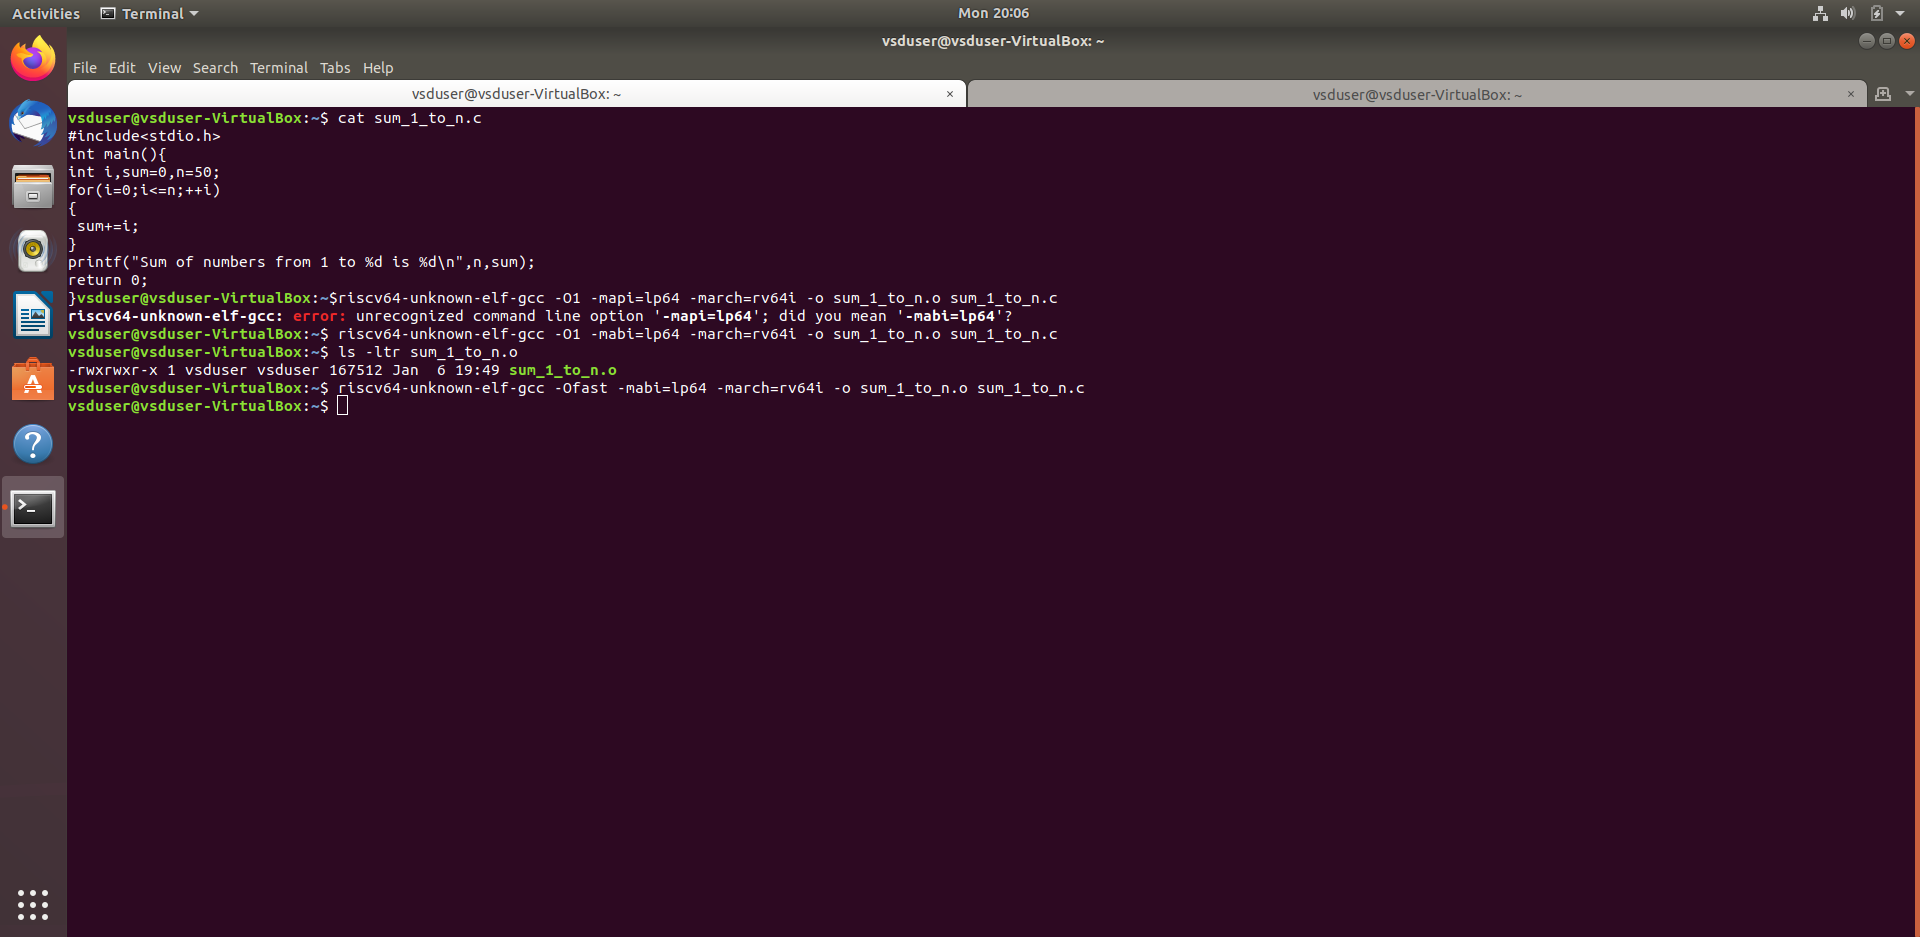 Activities Terminal Mon 20:06
vsduser@vsduser-VirtualBox: ~
File Edit View Search Terminal Tabs Help
vsduser@vsduser-VirtualBox: ~ × vsduser@vsduser-VirtualBox: ~ ×
vsduser@vsduser-VirtualBox:~$ cat sum_1_to_n.c
#include<stdio.h>
int main(){
int i,sum=0,n=50;
for(i=0;i<=n;++i)
{
 sum+=i;
}
printf("Sum of numbers from 1 to %d is %d\n",n,sum);
return 0;
}vsduser@vsduser-VirtualBox:~$riscv64-unknown-elf-gcc -O1 -mapi=lp64 -march=rv64i -o sum_1_to_n.o sum_1_to_n.c
riscv64-unknown-elf-gcc: error: unrecognized command line option '-mapi=lp64'; did you mean '-mabi=lp64'?
vsduser@vsduser-VirtualBox:~$ riscv64-unknown-elf-gcc -O1 -mabi=lp64 -march=rv64i -o sum_1_to_n.o sum_1_to_n.c
vsduser@vsduser-VirtualBox:~$ ls -ltr sum_1_to_n.o
-rwxrwxr-x 1 vsduser vsduser 167512 Jan  6 19:49 sum_1_to_n.o
vsduser@vsduser-VirtualBox:~$ riscv64-unknown-elf-gcc -Ofast -mabi=lp64 -march=rv64i -o sum_1_to_n.o sum_1_to_n.c
vsduser@vsduser-VirtualBox:~$